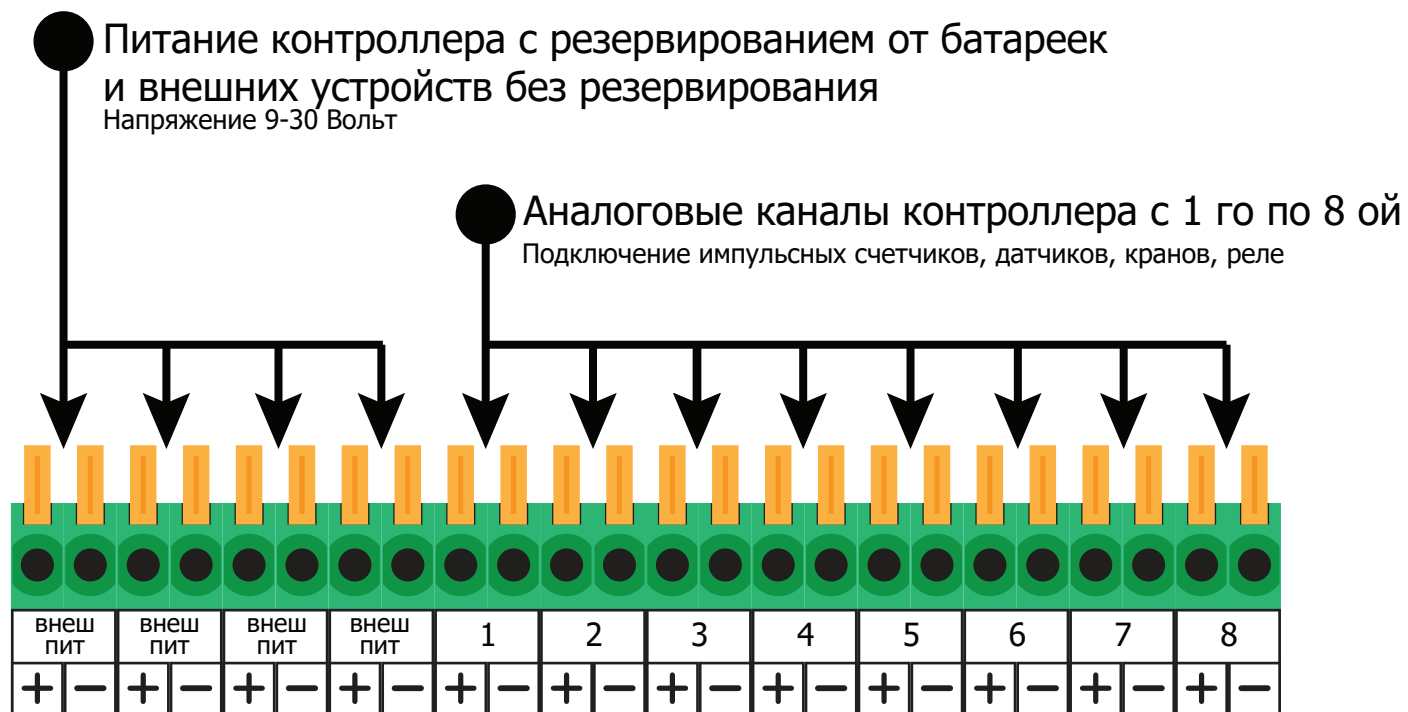 Питание контроллера с резервированием от батареек
и внешних устройств без резервирования
Напряжение 9-30 Вольт
Аналоговые каналы контроллера с 1 го по 8 ой
Подключение импульсных счетчиков, датчиков, кранов, реле
внеш внеш внеш внеш
пит пит пит пит 1 2 3 4 5 6 7 8
+ − + − + − + − + − + − + − + − + − + − + − + −